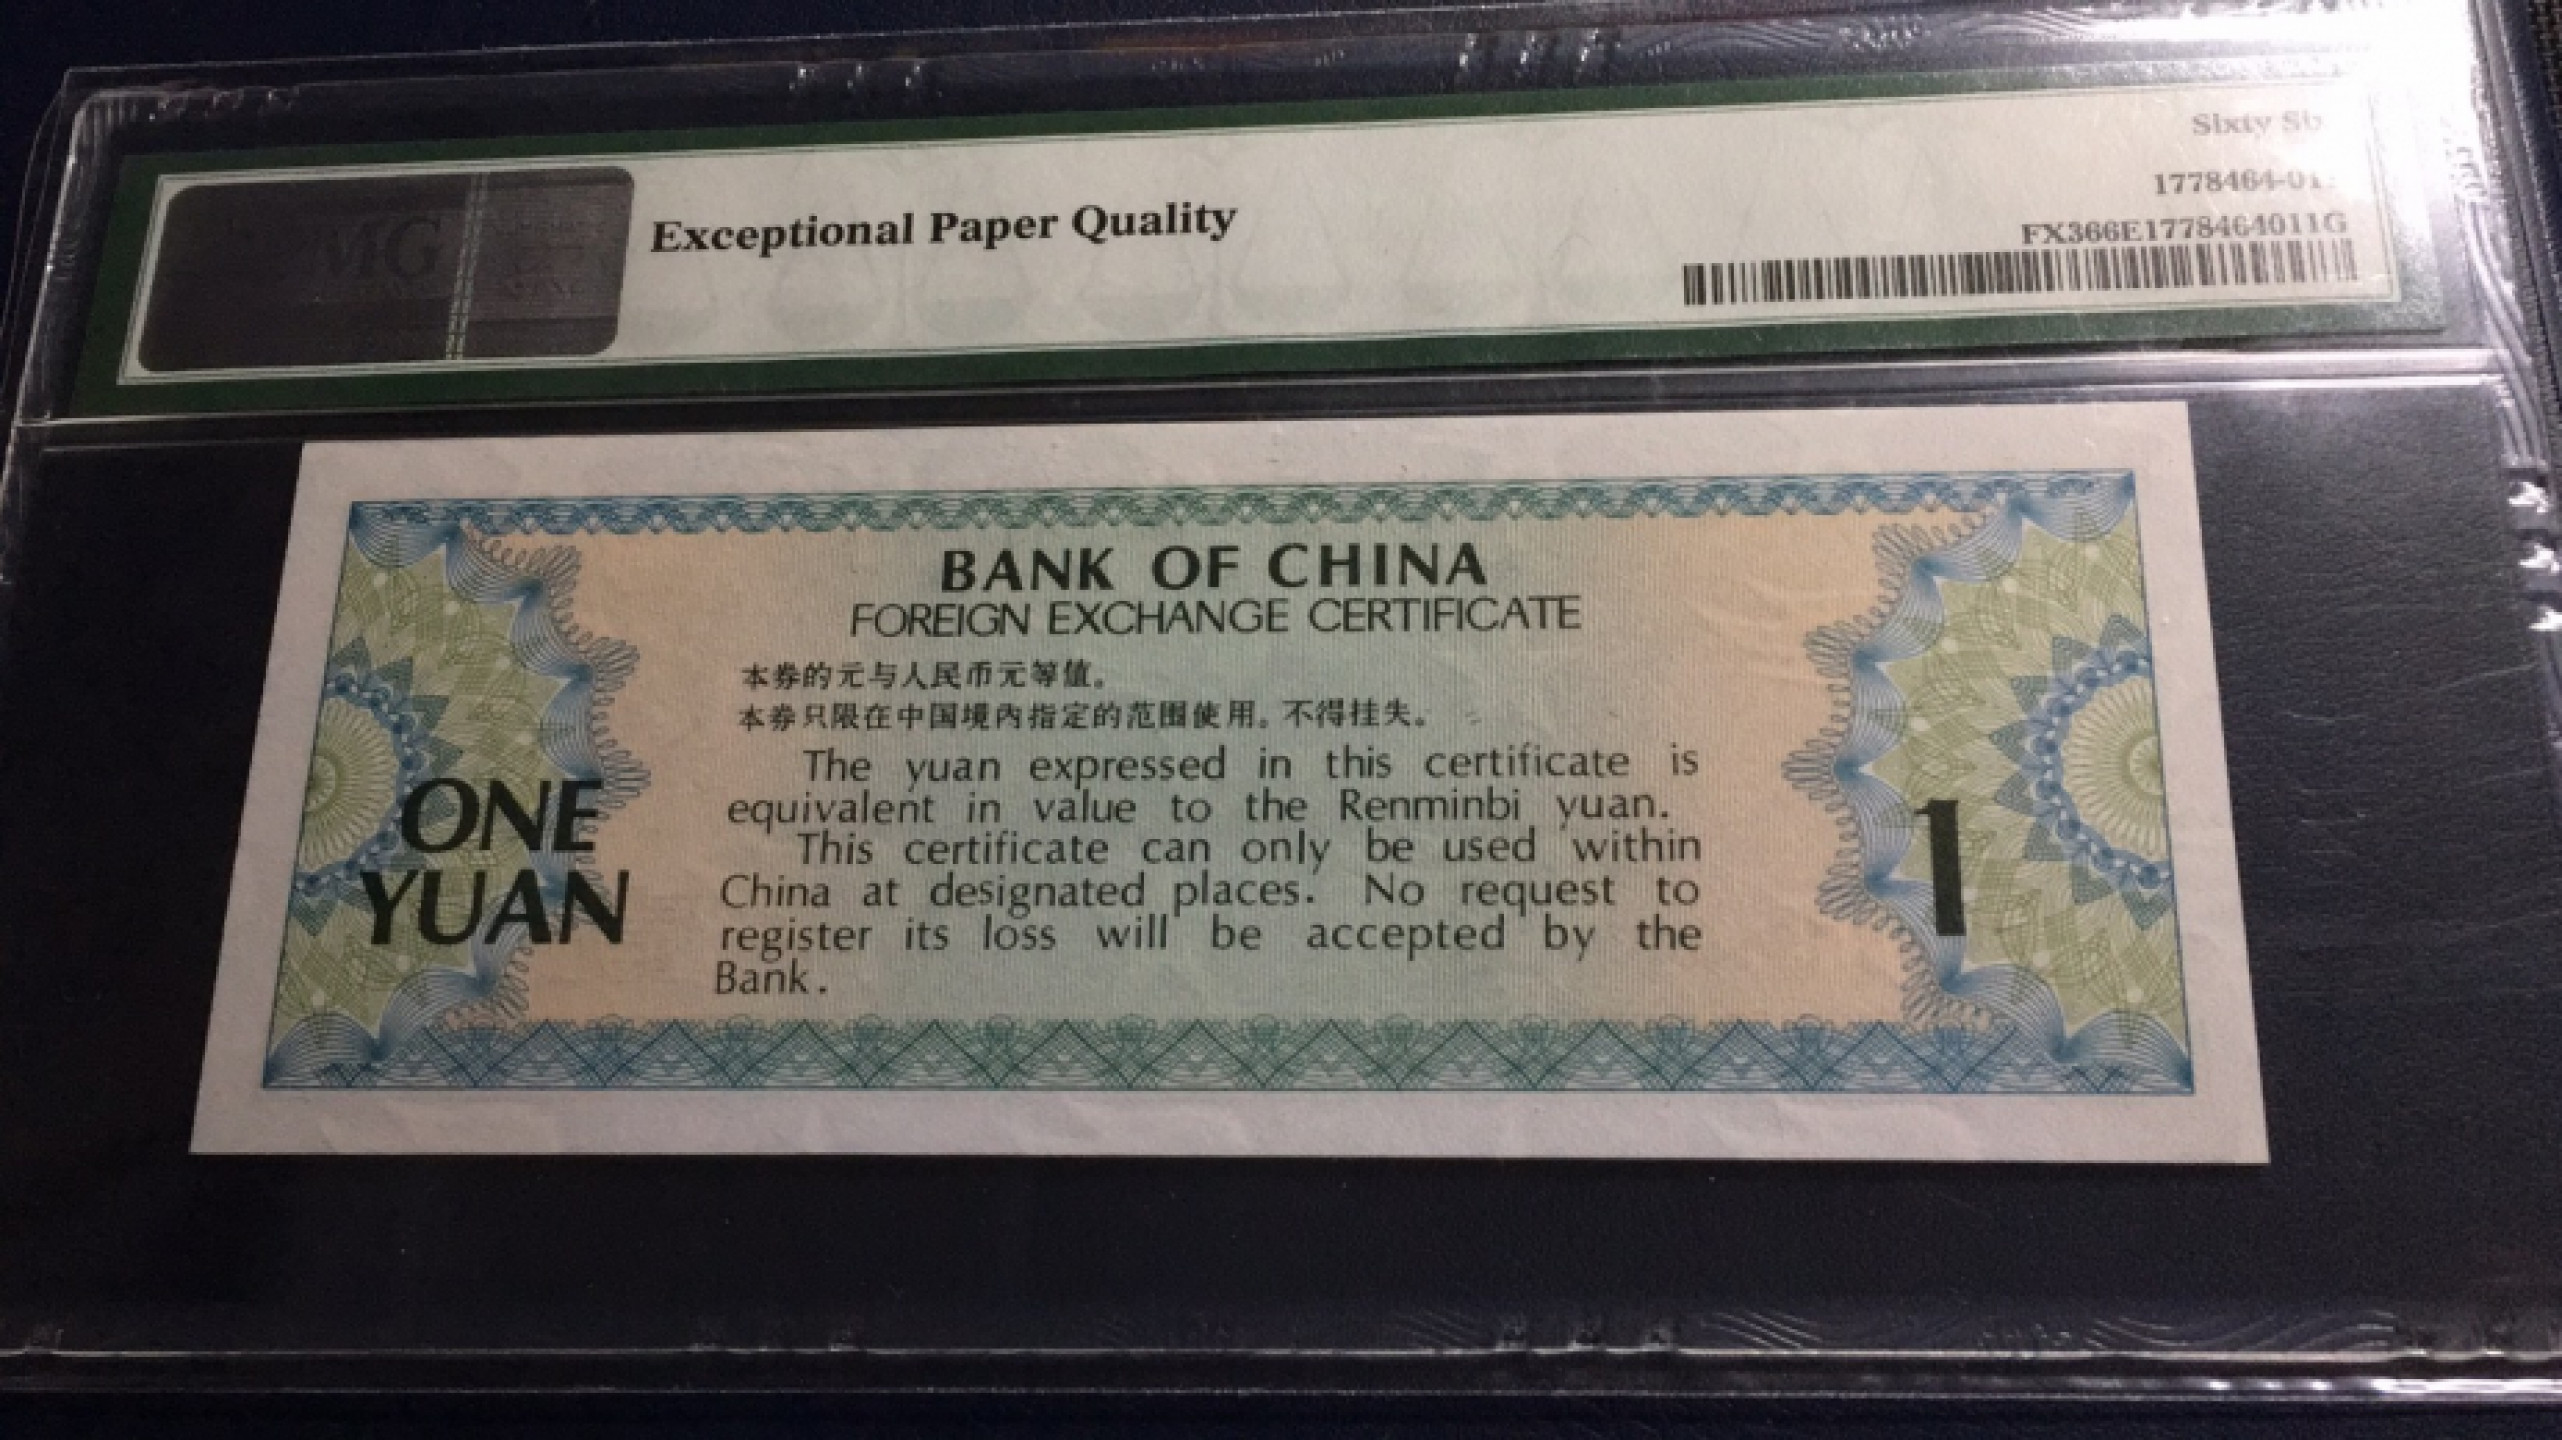 MG
Exceptional Paper Quality
Sixty
FX366E1778464011G
BANK OF CHINA
FOREIGN EXCHANGE CERTIFICATE
本券的元与人民币元等值。
本券只限在中国境内指定的范围使用。不得挂失。
The yuan expressed in this certificate is
equivalent in value to the Renminbi yuan.
This certificate can only be used within
China at designated places. No request to
register its loss will be accepted by the
Bank.
ONE
YUAN
1